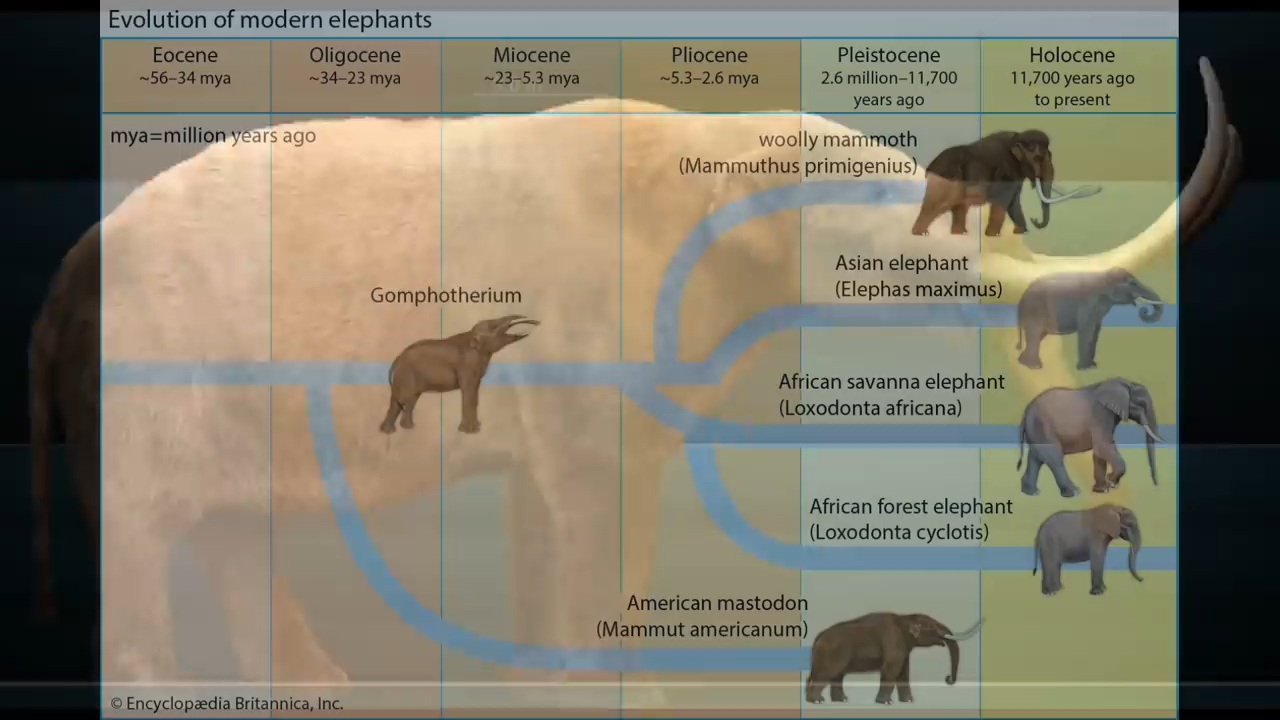 Evolution of modern elephants
Eocene
~56–34 mya
Oligocene
~34–23 mya
Miocene
~23–5.3 mya
Pliocene
~5.3–2.6 mya
Pleistocene
2.6 million–11,700
years ago
Holocene
11,700 years ago
to present
mya=million years ago
woolly mammoth
(Mammuthus primigenius)
Asian elephant
(Elephas maximus)
Gomphotherium
African savanna elephant
(Loxodonta africana)
African forest elephant
(Loxodonta cyclotis)
American mastodon
(Mammut americanum)
© Encyclopædia Britannica, Inc.